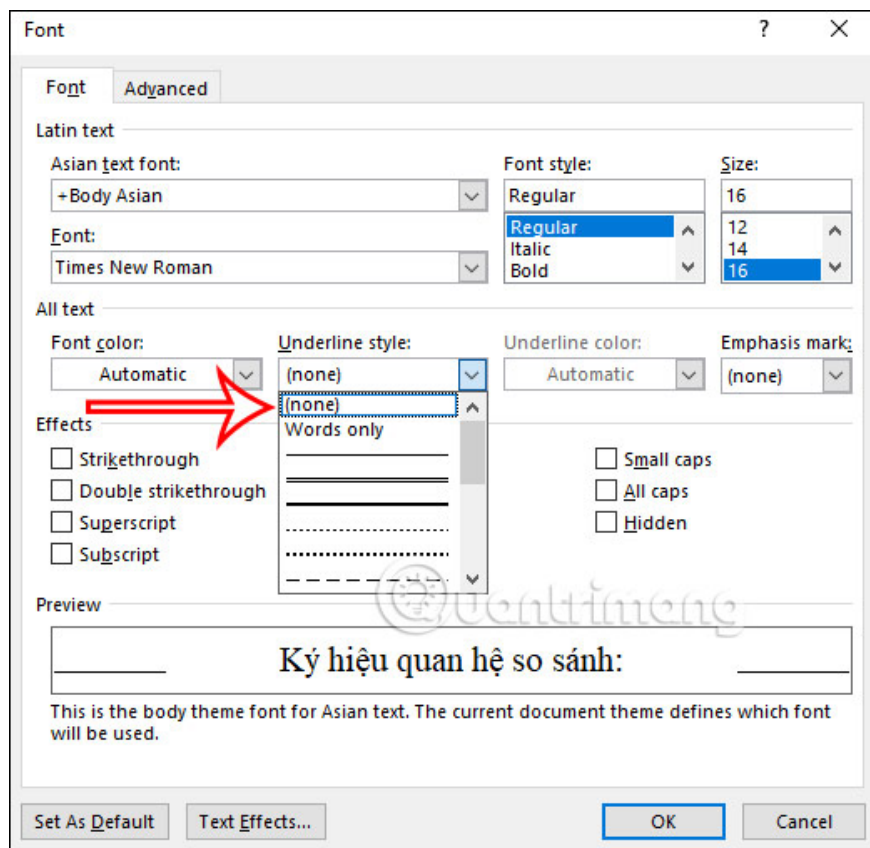 Font ?
Font Advanced
Latin text
Asian text font: Font style: Size:
+Body Asian Regular 16
Regular 12
Font: Italic 14
Times New Roman Bold 16
All text
Font color: Underline style: Underline color: Emphasis mark:
Automatic (none) Automatic (none)
(none)
Effects
Words only
Strikethrough Small caps
Double strikethrough All caps
Superscript Hidden
Subscript
Quantrimang
Preview
Ký hiệu quan hệ so sánh:
This is the body theme font for Asian text. The current document theme defines which font
will be used.
Set As Default Text Effects... OK Cancel